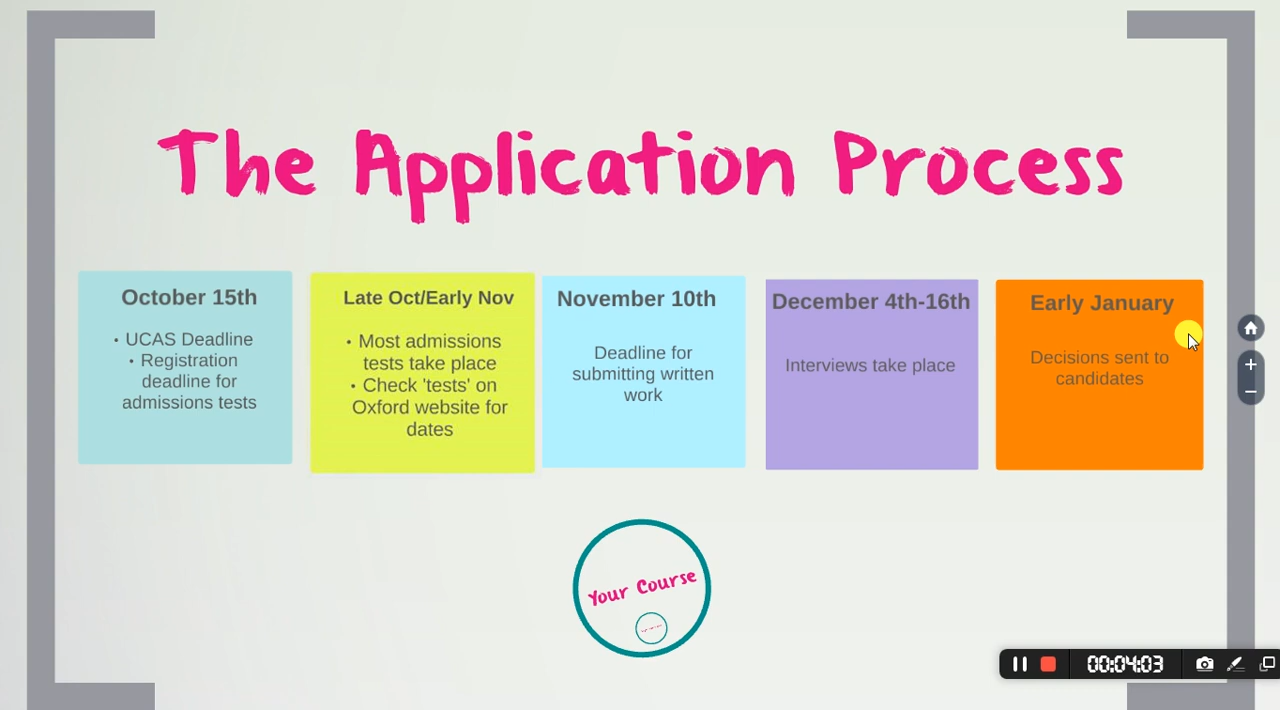 The Application Process
October 15th
• UCAS Deadline
• Registration
deadline for
admissions tests
Late Oct/Early Nov
• Most admissions
tests take place
• Check 'tests' on
Oxford website for
dates
November 10th
Deadline for
submitting written
work
December 4th-16th
Interviews take place
Early January
Decisions sent to
candidates
Your Course
00:04:03